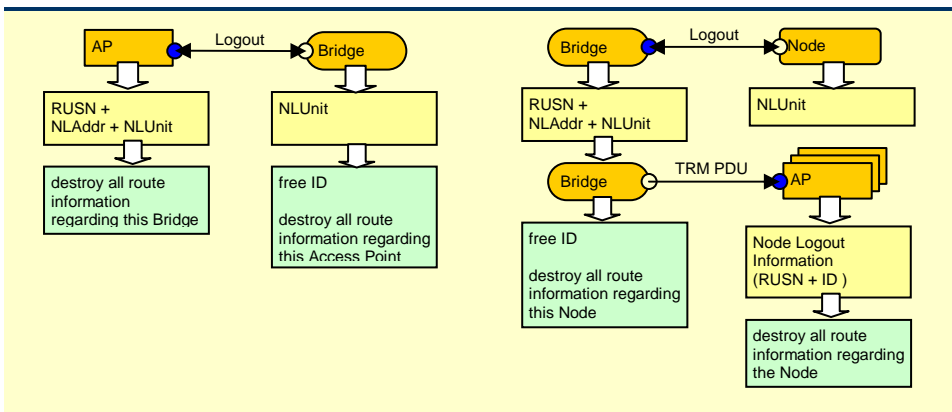 AP
Logout
Bridge
RUSN +
NLAddr + NLUnit
NLUnit
destroy all route
information
regarding this Bridge
free ID
destroy all route
information regarding
this Access Point
Bridge
Logout
Node
RUSN +
NLAddr + NLUnit
NLUnit
Bridge
TRM PDU
AP
free ID
destroy all route
information regarding
this Node
Node Logout
Information
(RUSN + ID )
destroy all route
information regarding
the Node